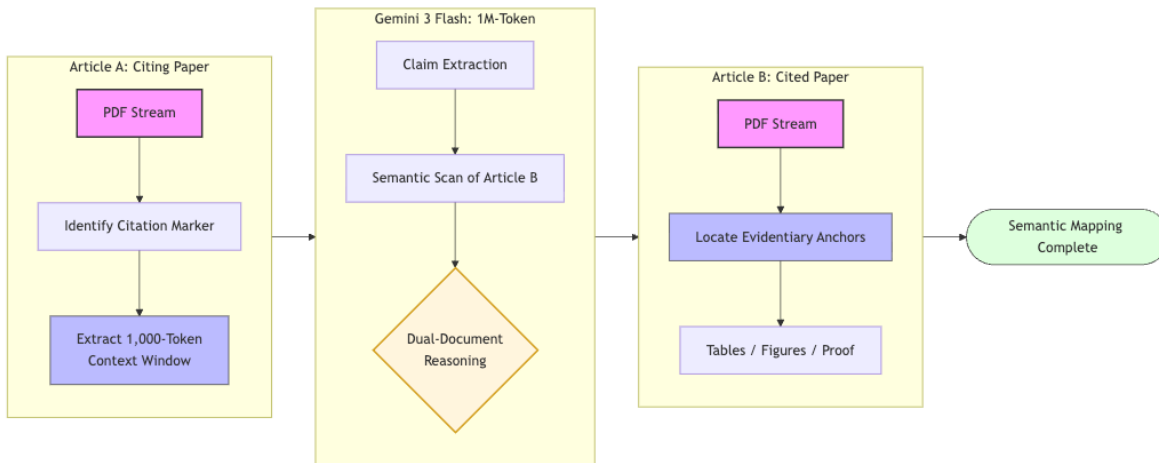 Article A: Citing Paper
PDF Stream
Identify Citation Marker
Extract 1,000-Token
Context Window
Gemini 3 Flash: 1M-Token
Claim Extraction
Semantic Scan of Article B
Dual-Document
Reasoning
Article B: Cited Paper
PDF Stream
Locate Evidentiary Anchors
Tables / Figures / Proof
Semantic Mapping
Complete